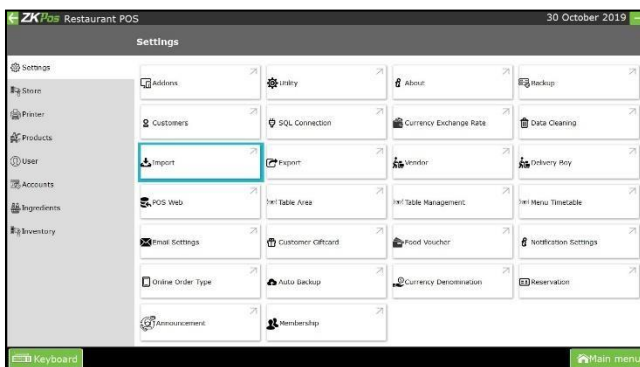 ZKPos Restaurant POS
30 October 2019
Settings
Settings
Store
Printer
Products
User
Accounts
Ingredients
Inventory
Addons
Utility
About
Backup
Customers
SQL Connection
Currency Exchange Rate
Data Cleaning
Import
Export
Vendor
Delivery Boy
POS Web
Table Area
Table Management
Menu Timetable
Email Settings
Customer Giftcard
Food Voucher
Notification Settings
Online Order Type
Auto Backup
Currency Denomination
Reservation
Announcement
Membership
Keyboard
Main menu